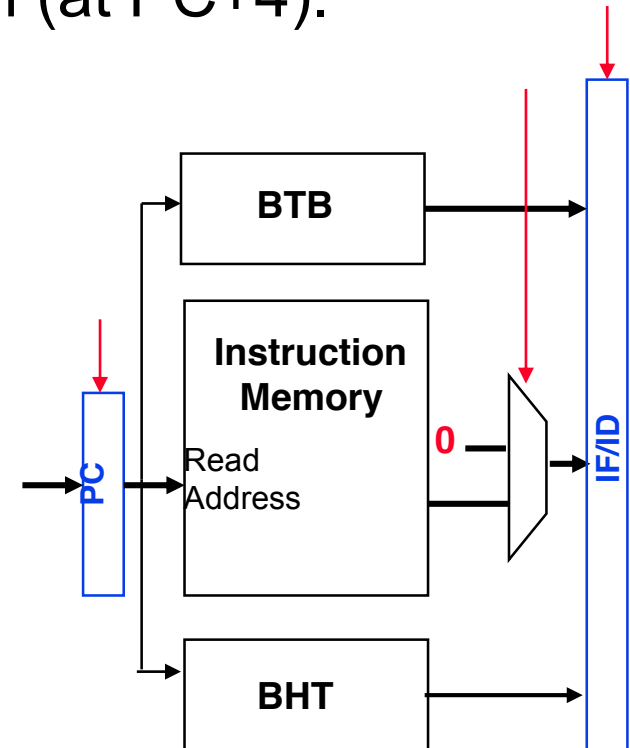 (at PC+4).
BTB
Instruction
Memory
0
Read
Address
PC
IF/ID
BHT